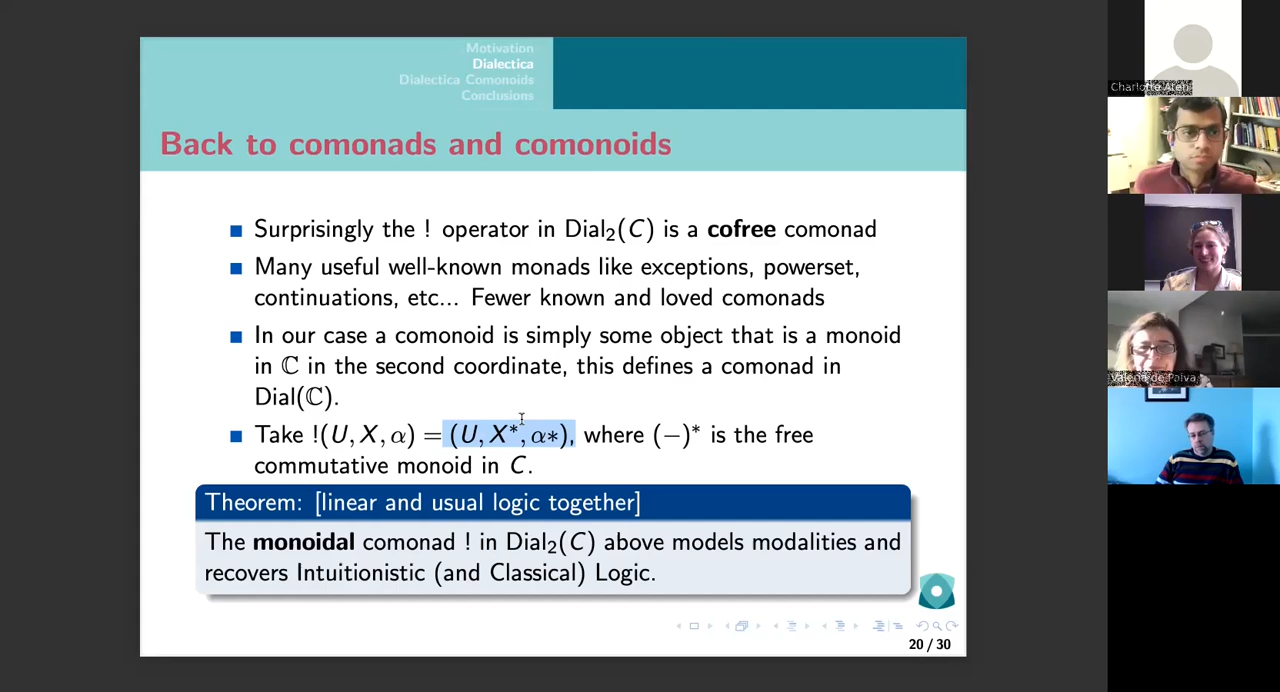 Motivation
Dialectica
Dialectica Comonoids
Conclusions
Back to comonads and comonoids
Surprisingly the ! operator in Dial₂(C) is a cofree comonad
Many useful well-known monads like exceptions, powerset,
continuations, etc... Fewer known and loved comonads
In our case a comonoid is simply some object that is a monoid
in ℂ in the second coordinate, this defines a comonad in
Dial(ℂ).
Take !(U, X, α) = (U, X*, α*), where (−)* is the free
commutative monoid in C.
Theorem: [linear and usual logic together]
The monoidal comonad ! in Dial₂(C) above models modalities and
recovers Intuitionistic (and Classical) Logic.
20 / 30
Charlotte Aten
Valeria de Paiva